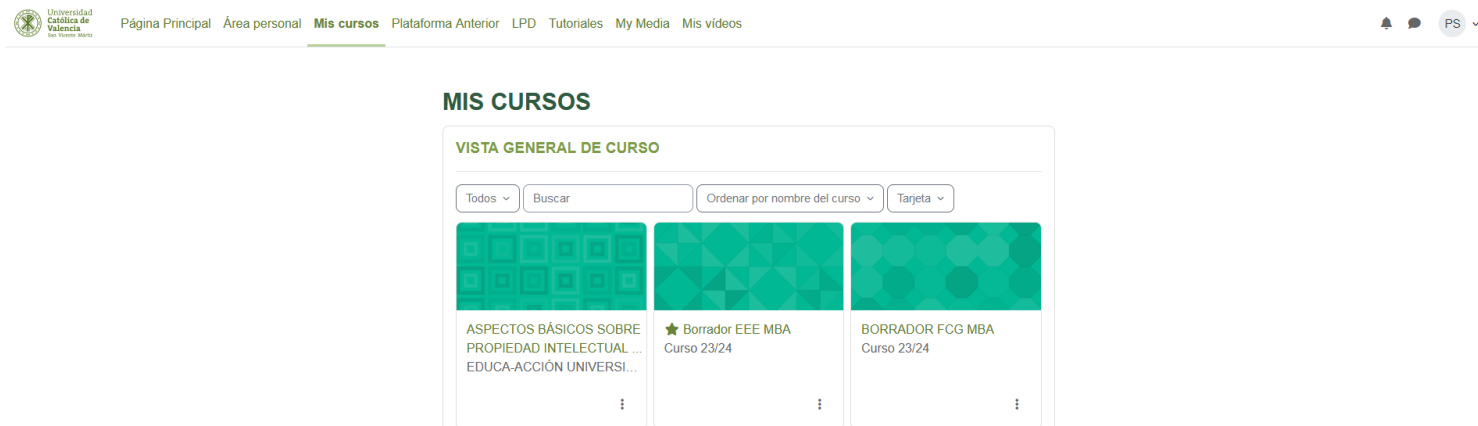 Universidad
Católica de
Valencia
San Vicente Mártir
Página Principal Área personal Mis cursos Plataforma Anterior LPD Tutoriales My Media Mis vídeos
PS
MIS CURSOS
VISTA GENERAL DE CURSO
Todos Buscar Ordenar por nombre del curso Tarjeta
ASPECTOS BÁSICOS SOBRE
PROPIEDAD INTELECTUAL ...
EDUCA-ACCIÓN UNIVERSI...
Borrador EEE MBA
Curso 23/24
BORRADOR FCG MBA
Curso 23/24